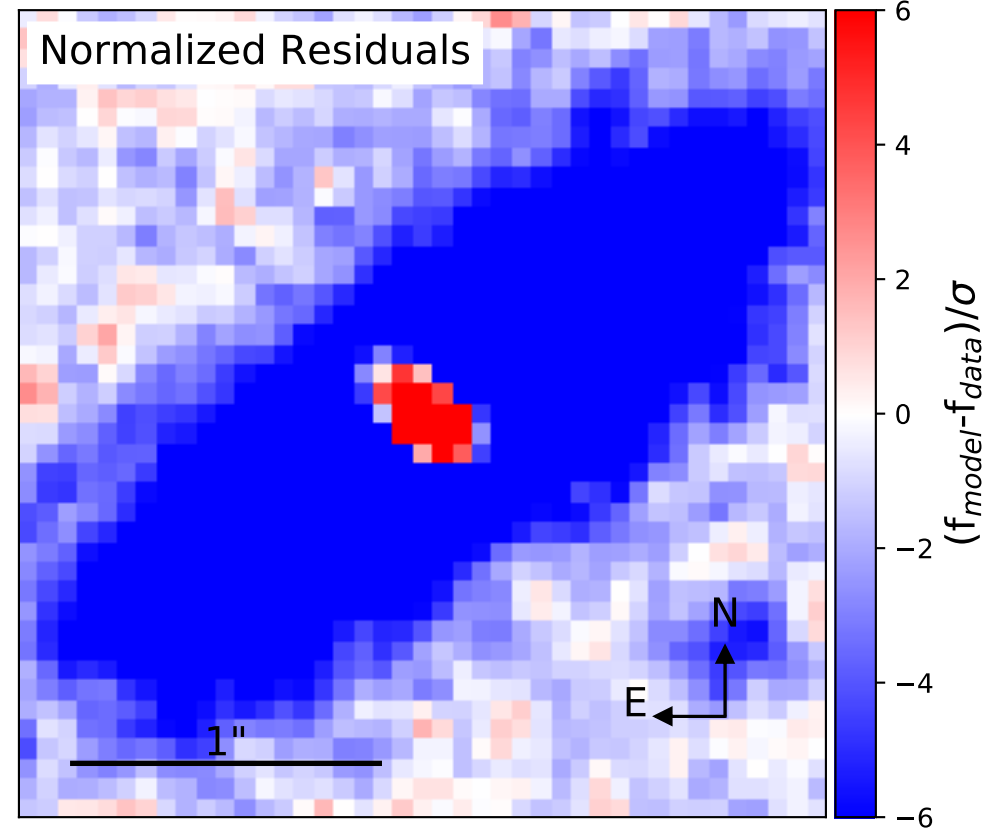 Normalized Residuals
6
4
2
0
−2
−4
−6
(f_model-f_data)/σ
N
E
1"